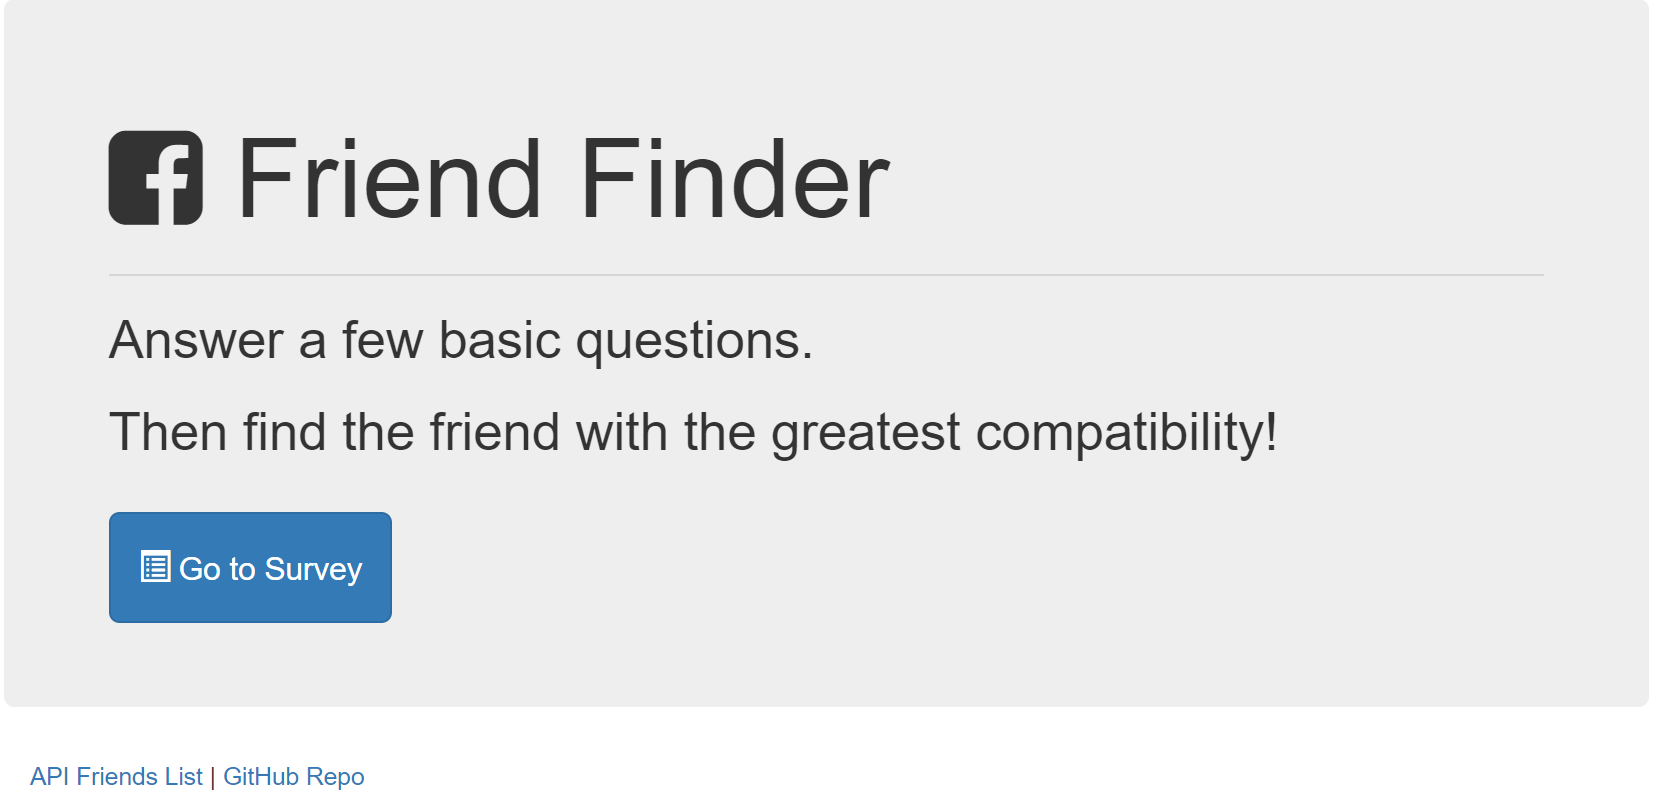 Friend Finder
Answer a few basic questions.
Then find the friend with the greatest compatibility!
Go to Survey
API Friends List | GitHub Repo